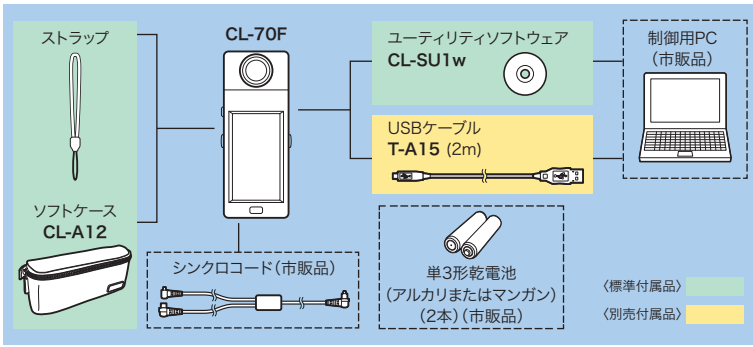 ストラップ
ソフトケース
CL-A12
CL-70F
シンクロコード(市販品)
ユーティリティソフトウェア
CL-SU1w
USBケーブル
T-A15 (2m)
単3形乾電池
(アルカリまたはマンガン)
(2本)(市販品)
制御用PC
(市販品)
〈標準付属品〉
〈別売付属品〉